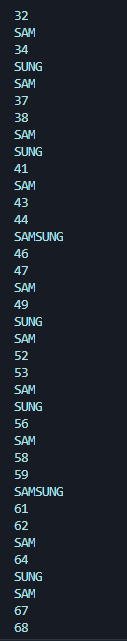 32
SAM
34
SUNG
SAM
37
38
SAM
SUNG
41
SAM
43
44
SAMSUNG
46
47
SAM
49
SUNG
SAM
52
53
SAM
SUNG
56
SAM
58
59
SAMSUNG
61
62
SAM
64
SUNG
SAM
67
68